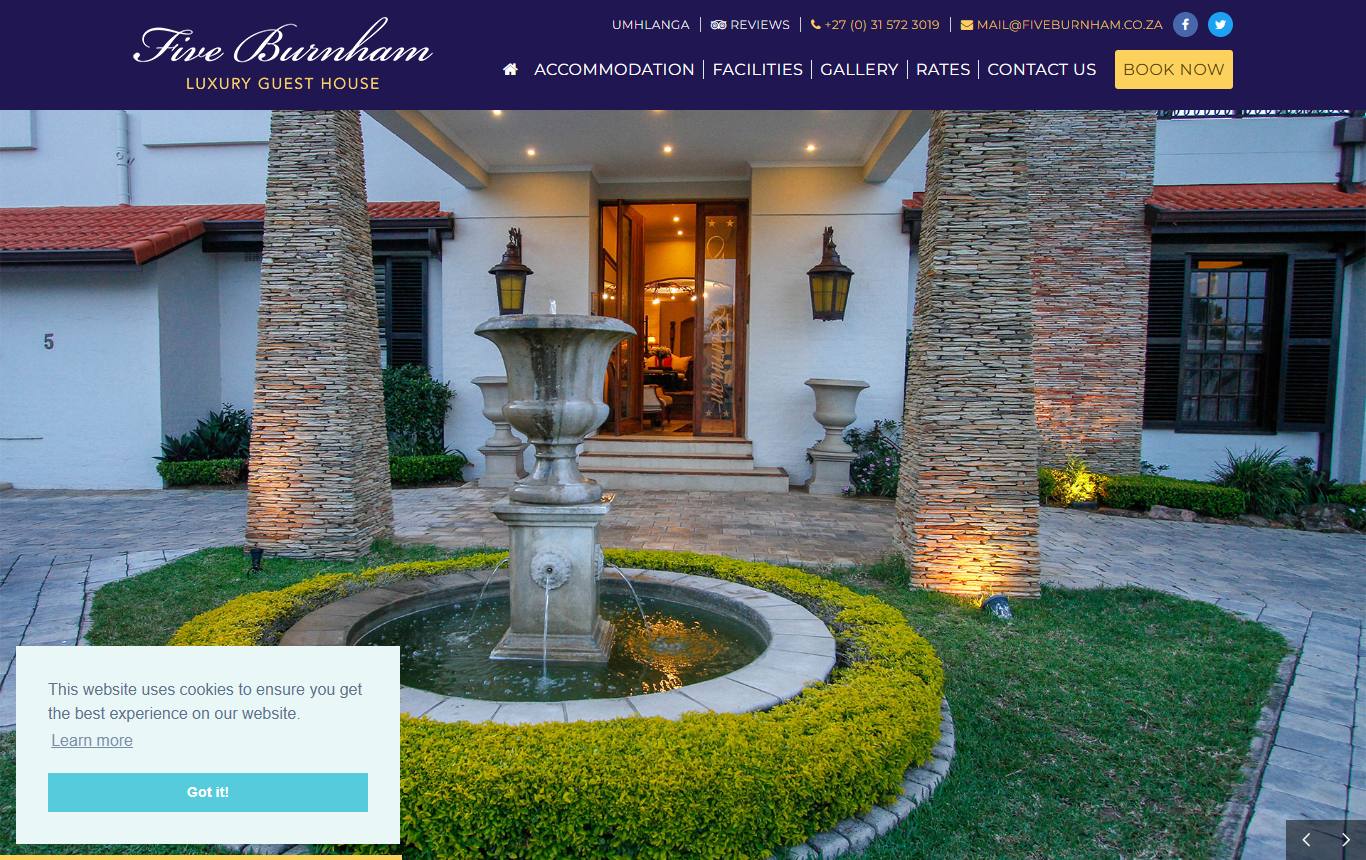 Five Burnham
LUXURY GUEST HOUSE
UMHLANGA
REVIEWS
+27 (0) 31 572 3019
MAIL@FIVEBURNHAM.CO.ZA
ACCOMMODATION
FACILITIES
GALLERY
RATES
CONTACT US
BOOK NOW
5
Burnham
This website uses cookies to ensure you get
the best experience on our website.
Learn more
Got it!